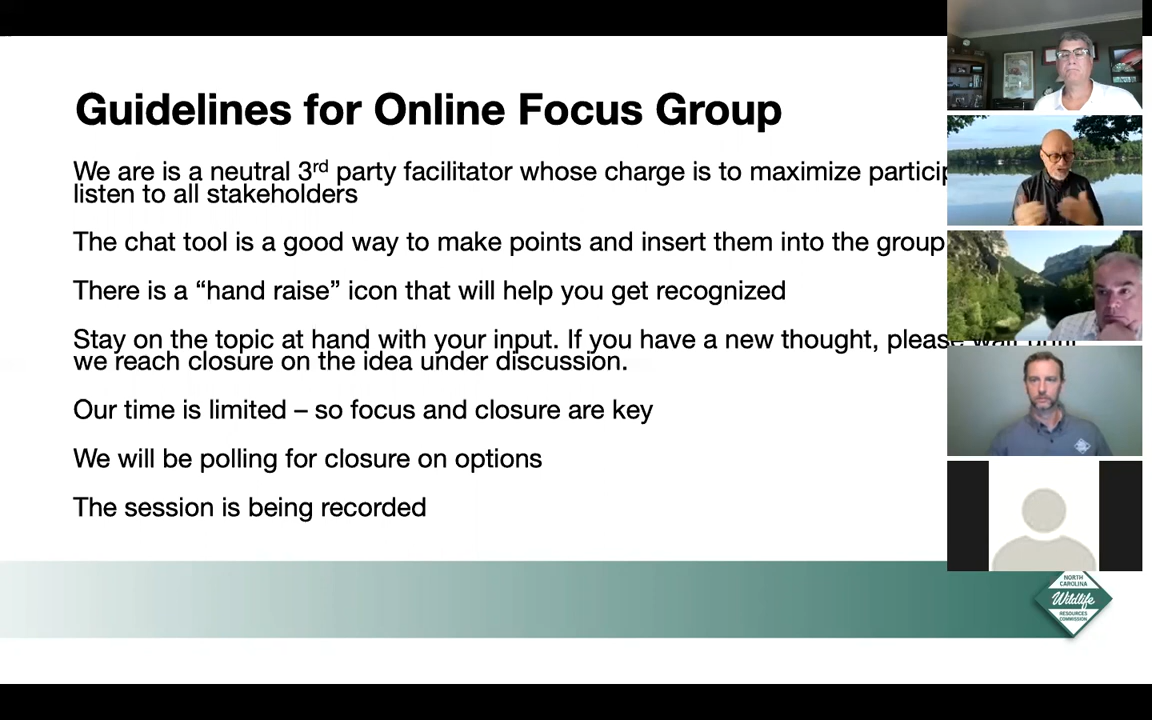 Guidelines for Online Focus Group
We are is a neutral 3rd party facilitator whose charge is to maximize
listen to all stakeholders
The chat tool is a good way to make points and insert them into the group
There is a “hand raise” icon that will help you get recognized
Stay on the topic at hand with your input. If you have a new thought, please wait until
we reach closure on the idea under discussion.
Our time is limited – so focus and closure are key
We will be polling for closure on options
The session is being recorded
NORTH
CAROLINA
Wildlife
RESOURCES
COMMISSION